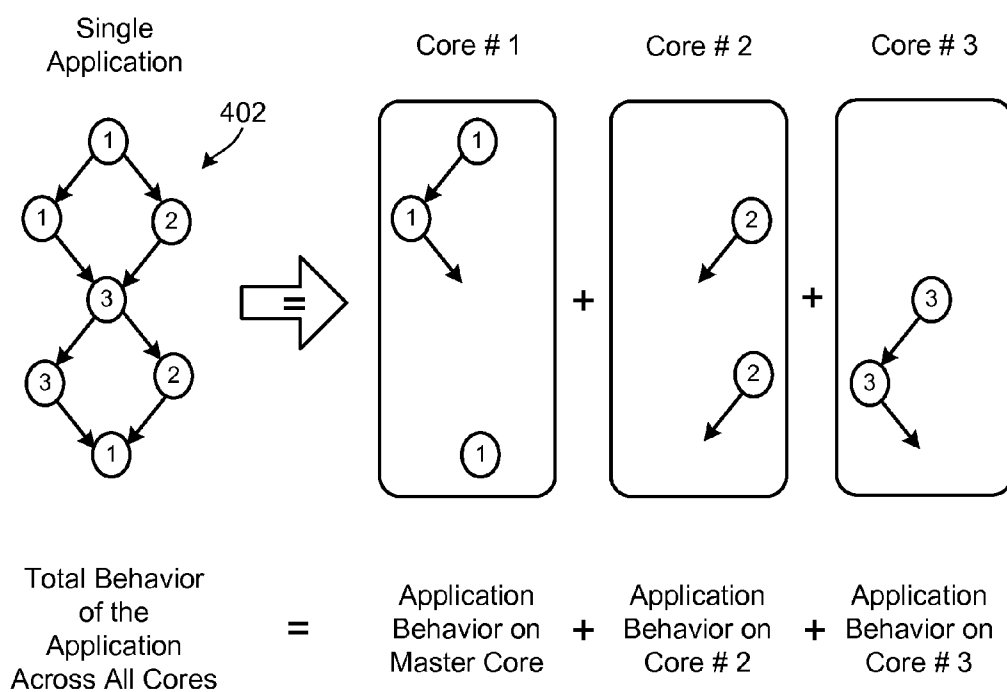 Single
Application
Core # 1
Core # 2
Core # 3
402
1
1
2
3
3
2
1
=
1
1
1
+
2
2
+
3
3
Total Behavior
of the
Application
Across All Cores
=
Application
Behavior on
Master Core
+
Application
Behavior on
Core # 2
+
Application
Behavior on
Core # 3